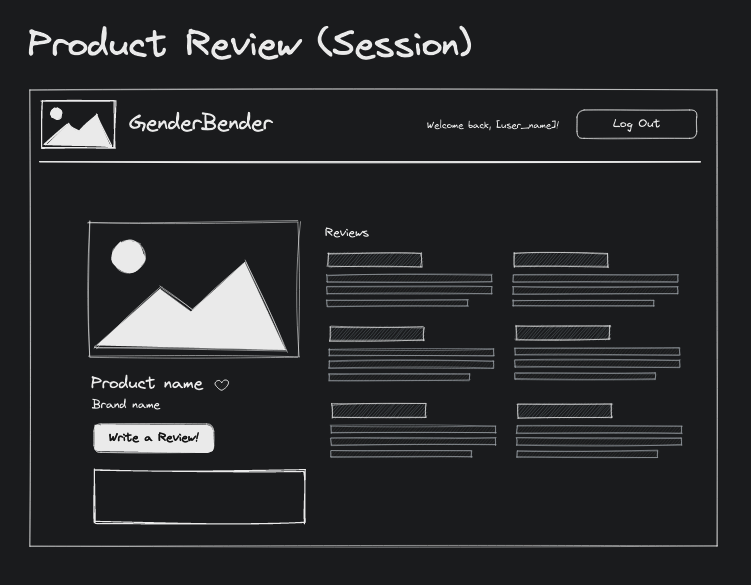 Product Review (Session)
GenderBender
Welcome back, [user_name]!
Log Out
Reviews
Product name
Brand name
Write a Review!